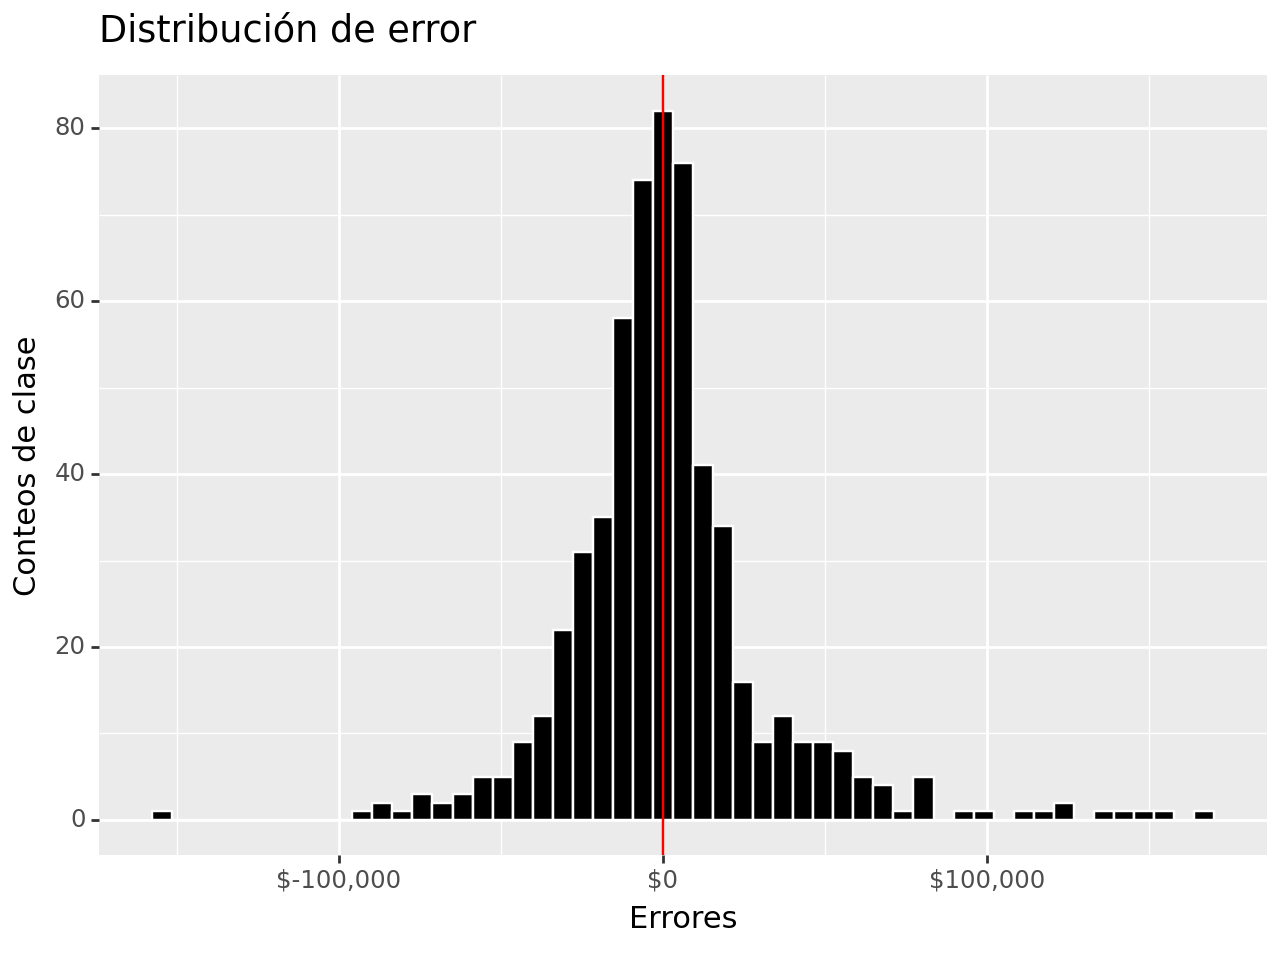 Distribución de error
80
60
40
20
0
Conteos de clase
$-100,000
$0
$100,000
Errores